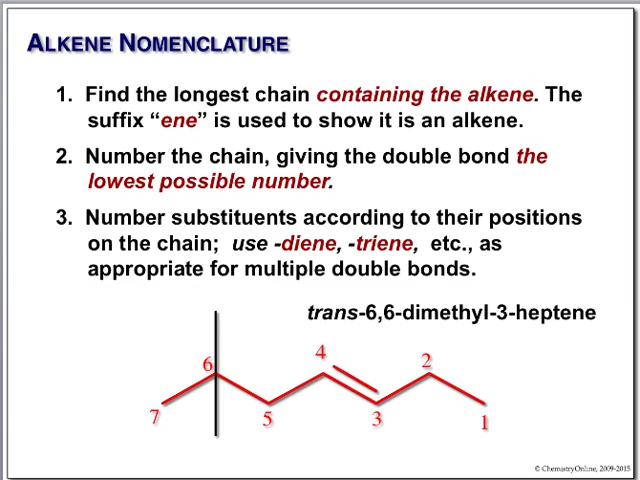 ALKENE NOMENCLATURE
1. Find the longest chain containing the alkene. The
suffix “ene” is used to show it is an alkene.
2. Number the chain, giving the double bond the
lowest possible number.
3. Number substituents according to their positions
on the chain; use -diene, -triene, etc., as
appropriate for multiple double bonds.
trans-6,6-dimethyl-3-heptene
4
6 2
7 5 3 1
© ChemistryOnline, 2009-2015